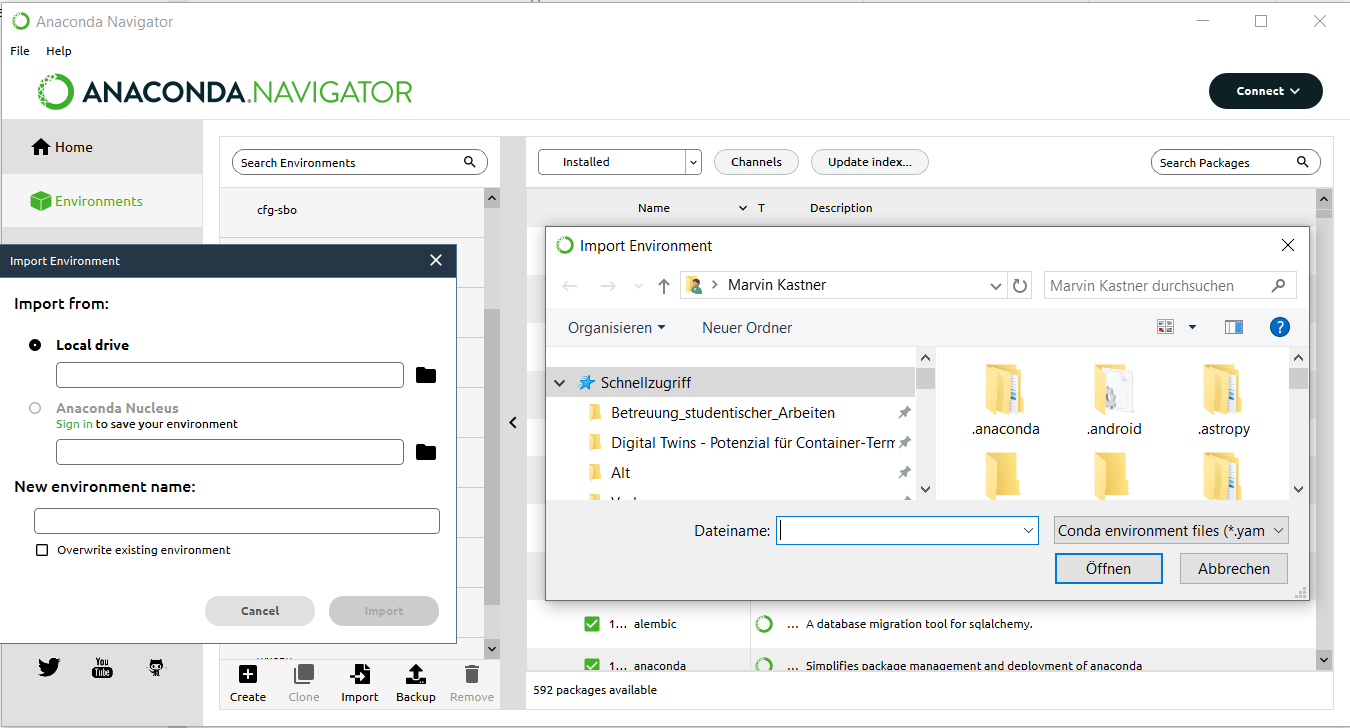 Anaconda Navigator
File Help
ANACONDA.NAVIGATOR
Connect
Home
Environments
Search Environments
cfg-sbo
Installed
Channels
Update index...
Search Packages
Name T Description
Import Environment
Import from:
Local drive
Anaconda Nucleus
Sign in to save your environment
New environment name:
Overwrite existing environment
Cancel Import
Import Environment
Marvin Kastner
Marvin Kastner durchsuchen
Organisieren Neuer Ordner
Schnellzugriff
Betreuung_studentischer_Arbeiten
Digital Twins - Potenzial für Container-Term
Alt
.anaconda .android .astropy
Dateiname:
Conda environment files (*.yam
Öffnen Abbrechen
1... alembic ... A database migration tool for sqlalchemy.
1... anaconda ... Simplifies package management and deployment of anaconda
You
Tube
Create Clone Import Backup Remove
592 packages available